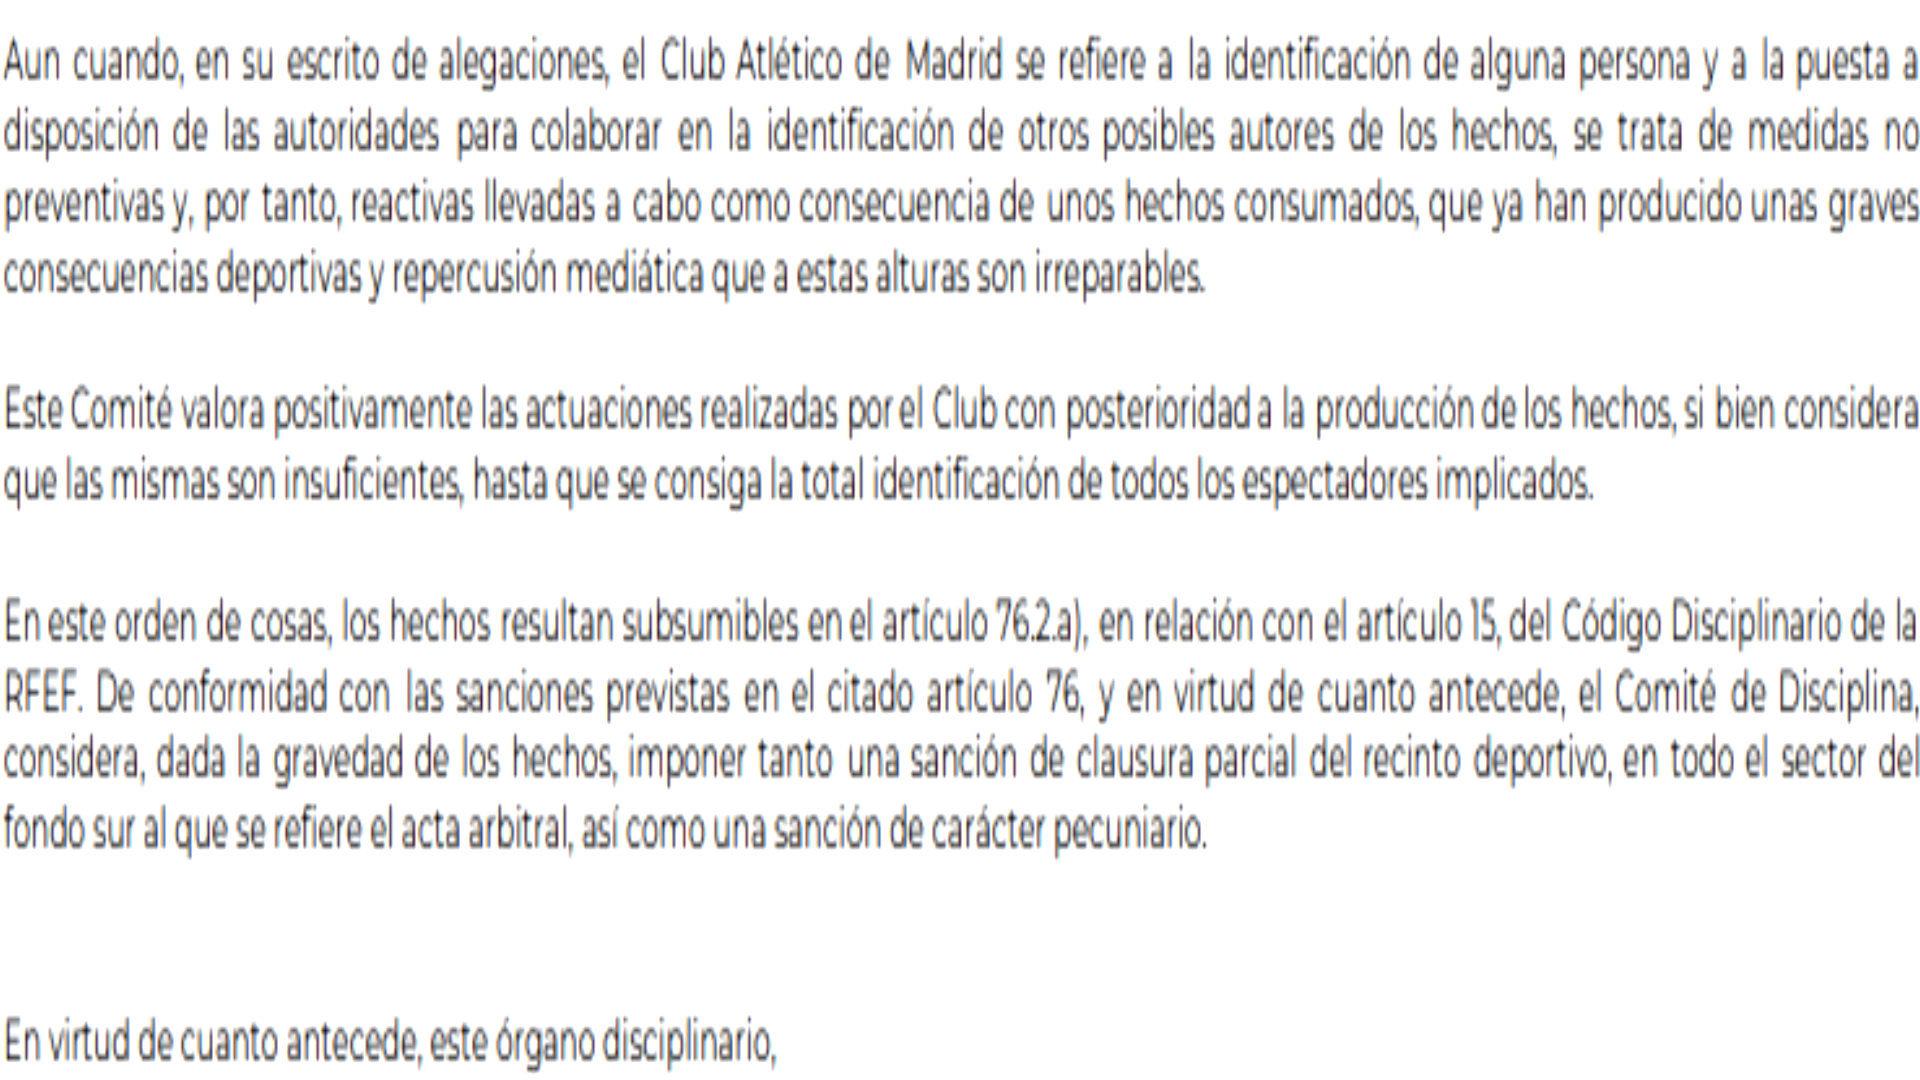 Aun cuando, en su escrito de alegaciones, el Club Atlético de Madrid se refiere a la identificación de alguna persona y a la puesta a
disposición de las autoridades para colaborar en la identificación de otros posibles autores de los hechos, se trata de medidas no
preventivas y, por tanto, reactivas llevadas a cabo como consecuencia de unos hechos consumados, que ya han producido unas graves
consecuencias deportivas y repercusión mediática que a estas alturas son irreparables.
Este Comité valora positivamente las actuaciones realizadas por el Club con posterioridad a la producción de los hechos, si bien considera
que las mismas son insuficientes, hasta que se consiga la total identificación de todos los espectadores implicados.
En este orden de cosas, los hechos resultan subsumibles en el artículo 76.2.a), en relación con el artículo 15, del Código Disciplinario de la
RFEF. De conformidad con las sanciones previstas en el citado artículo 76, y en virtud de cuanto antecede, el Comité de Disciplina,
considera, dada la gravedad de los hechos, imponer tanto una sanción de clausura parcial del recinto deportivo, en todo el sector del
fondo sur al que se refiere el acta arbitral, así como una sanción de carácter pecuniario.
En virtud de cuanto antecede, este órgano disciplinario,